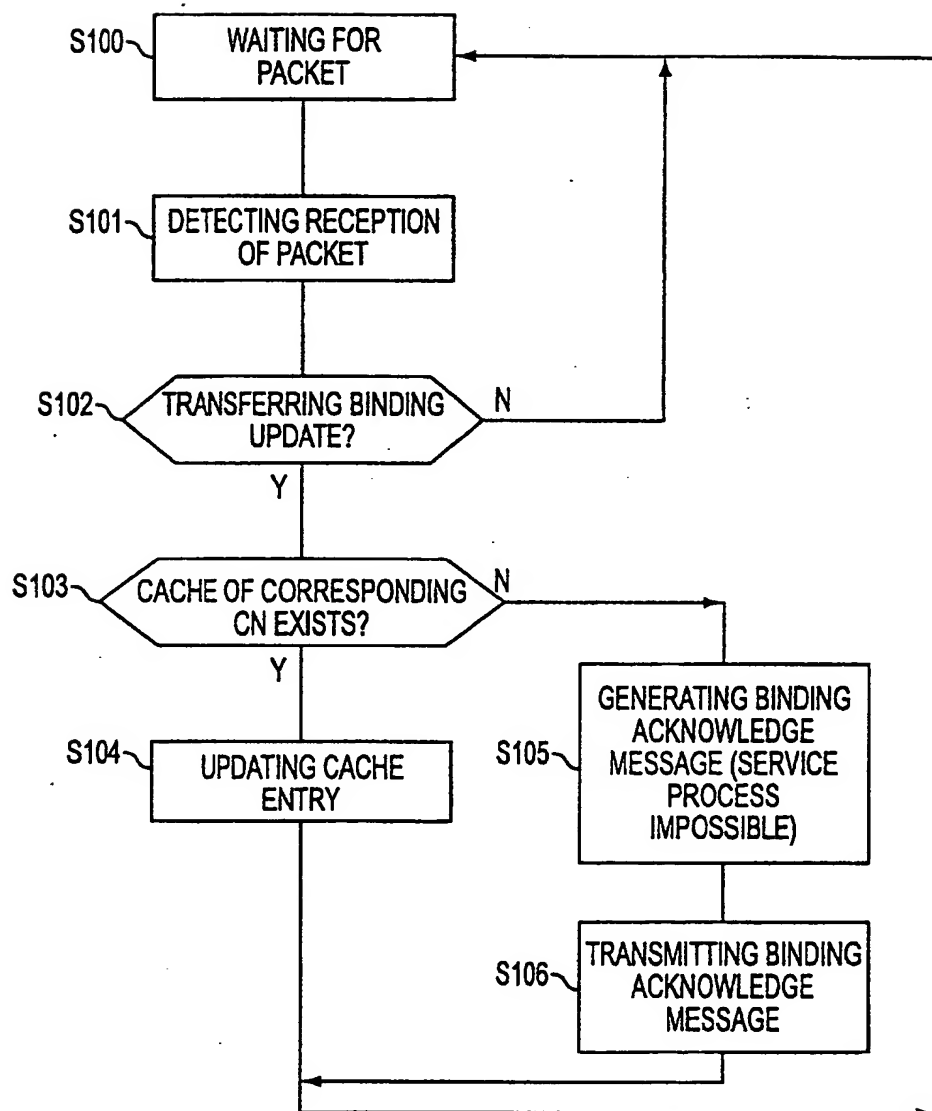 S100
WAITING FOR
PACKET
S101
DETECTING RECEPTION
OF PACKET
S102
TRANSFERRING BINDING
UPDATE?
N
Y
S103
CACHE OF CORRESPONDING
CN EXISTS?
N
Y
S104
UPDATING CACHE
ENTRY
S105
GENERATING BINDING
ACKNOWLEDGE
MESSAGE (SERVICE
PROCESS
IMPOSSIBLE)
S106
TRANSMITTING BINDING
ACKNOWLEDGE
MESSAGE